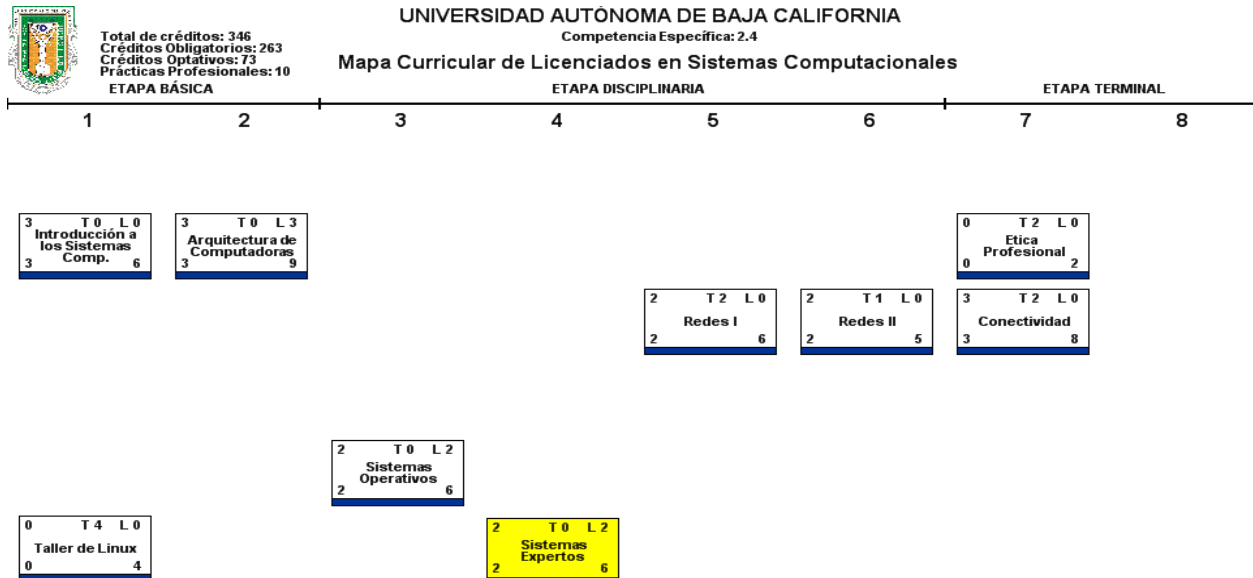 UNIVERSIDAD AUTÓNOMA DE BAJA CALIFORNIA
Competencia Específica: 2.4
Mapa Curricular de Licenciados en Sistemas Computacionales
Total de créditos: 346
Créditos Obligatorios: 263
Créditos Optativos: 73
Prácticas Profesionales: 10
ETAPA BÁSICA ETAPA DISCIPLINARIA ETAPA TERMINAL
1 2 3 4 5 6 7 8
3 T 0 L 0
Introducción a
los Sistemas
Comp.
3 6
3 T 0 L 3
Arquitectura de
Computadoras
3 9
0 T 2 L 0
Etica
Profesional
0 2
2 T 2 L 0
Redes I
2 6
2 T 1 L 0
Redes II
2 5
3 T 2 L 0
Conectividad
3 8
2 T 0 L 2
Sistemas
Operativos
2 6
0 T 4 L 0
Taller de Linux
0 4
2 T 0 L 2
Sistemas
Expertos
2 6